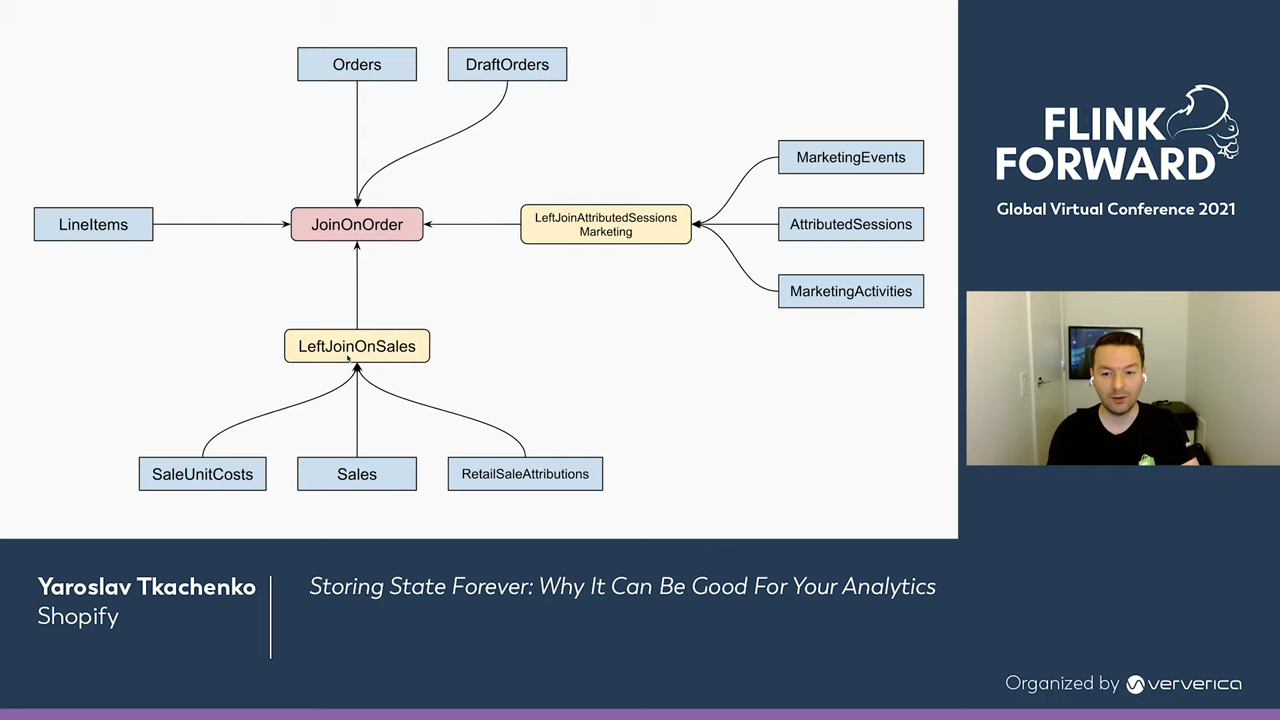 Orders
DraftOrders
MarketingEvents
LineItems
JoinOnOrder
LeftJoinAttributedSessions
Marketing
AttributedSessions
MarketingActivities
LeftJoinOnSales
SaleUnitCosts
Sales
RetailSaleAttributions
FLINK
FORWARD
Global Virtual Conference 2021
Yaroslav Tkachenko
Shopify
Storing State Forever: Why It Can Be Good For Your Analytics
Organized by ververica